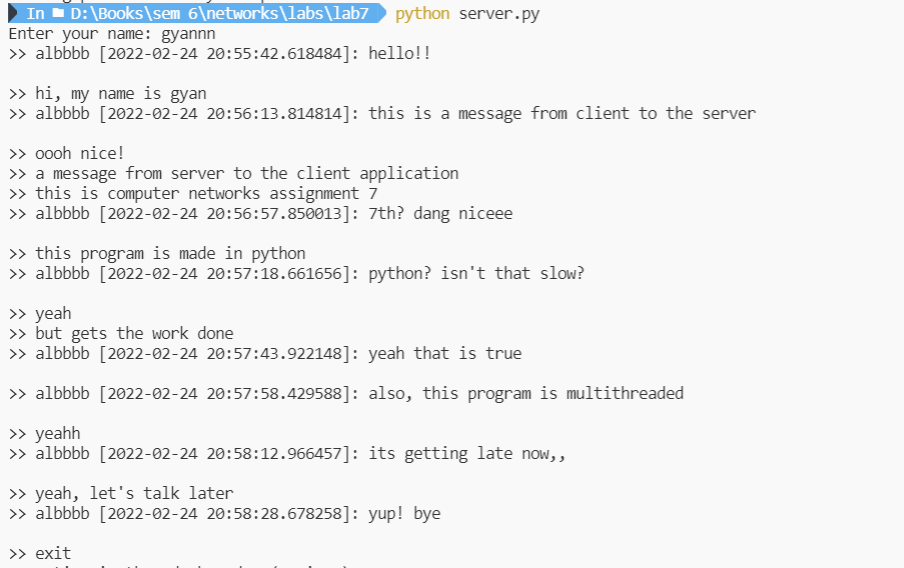 In D:\Books\sem 6\networks\labs\lab7 python server.py
Enter your name: gyannn
>> albbbb [2022-02-24 20:55:42.618484]: hello!!
>> hi, my name is gyan
>> albbbb [2022-02-24 20:56:13.814814]: this is a message from client to the server
>> oooh nice!
>> a message from server to the client application
>> this is computer networks assignment 7
>> albbbb [2022-02-24 20:56:57.850013]: 7th? dang niceee
>> this program is made in python
>> albbbb [2022-02-24 20:57:18.661656]: python? isn't that slow?
>> yeah
>> but gets the work done
>> albbbb [2022-02-24 20:57:43.922148]: yeah that is true
>> albbbb [2022-02-24 20:57:58.429588]: also, this program is multithreaded
>> yeahh
>> albbbb [2022-02-24 20:58:12.966457]: its getting late now,,
>> yeah, let's talk later
>> albbbb [2022-02-24 20:58:28.678258]: yup! bye
>> exit